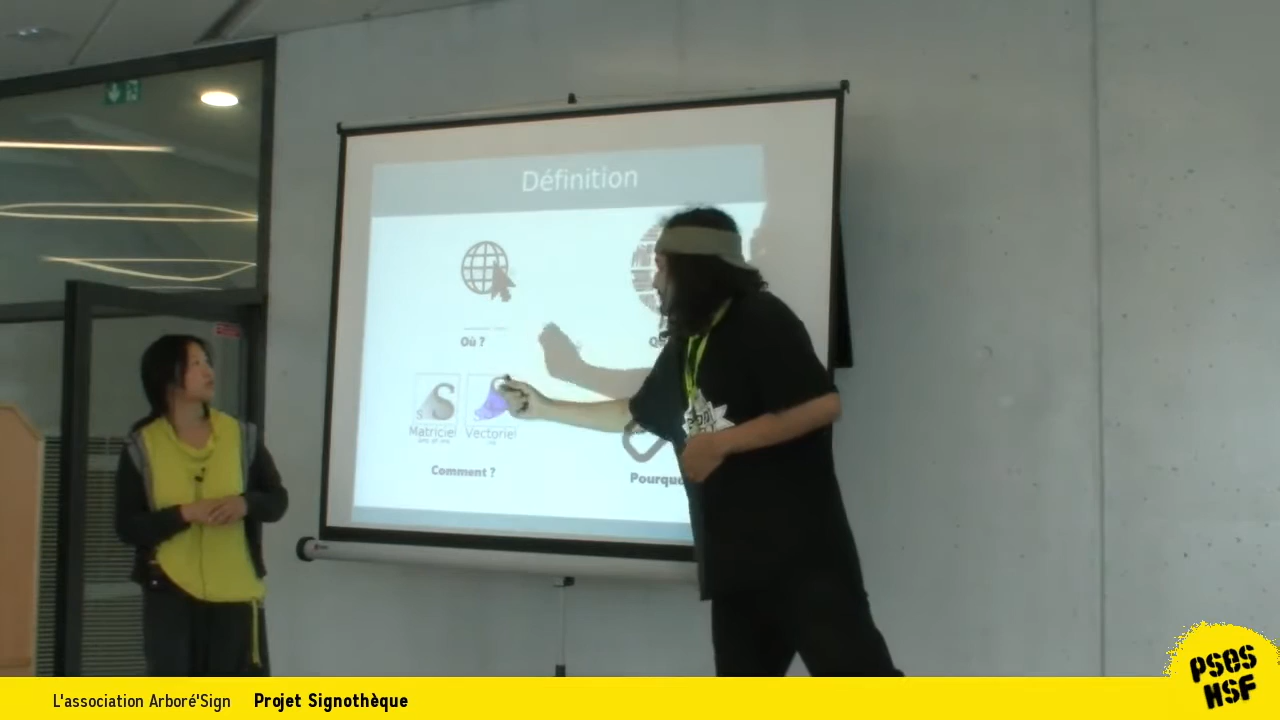 Définition
Où ?
S
S
Matriciel
Vectoriel
Comment ?
L'association Arboré'Sign Projet Signothèque
PSES
HSF